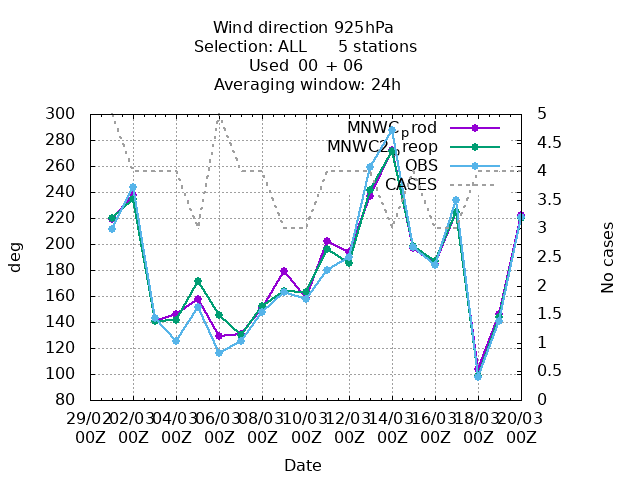 Wind direction 925hPa
Selection: ALL 5 stations
Used 00 + 06
Averaging window: 24h
300
280
260
240
220
200
180
160
140
120
100
80
deg
MNWC_prod
MNWC2_preop
OBS
CASES
5
4.5
4
3.5
3
2.5
2
1.5
1
0.5
0
No cases
29/02 02/03 04/03 06/03 08/03 10/03 12/03 14/03 16/03 18/03 20/03
00Z 00Z 00Z 00Z 00Z 00Z 00Z 00Z 00Z 00Z 00Z
Date